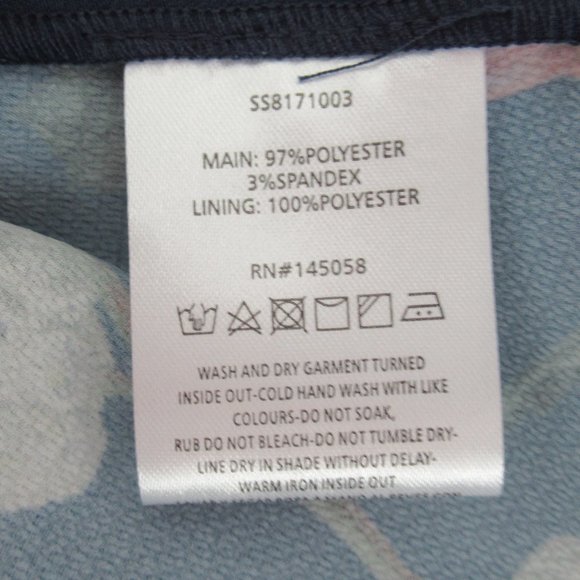 SS8171003
MAIN: 97%POLYESTER
3%SPANDEX
LINING: 100%POLYESTER
RN#145058
WASH AND DRY GARMENT TURNED
INSIDE OUT-COLD HAND WASH WITH LIKE
COLOURS-DO NOT SOAK,
RUB DO NOT BLEACH-DO NOT TUMBLE DRY-
LINE DRY IN SHADE WITHOUT DELAY-
WARM IRON INSIDE OUT